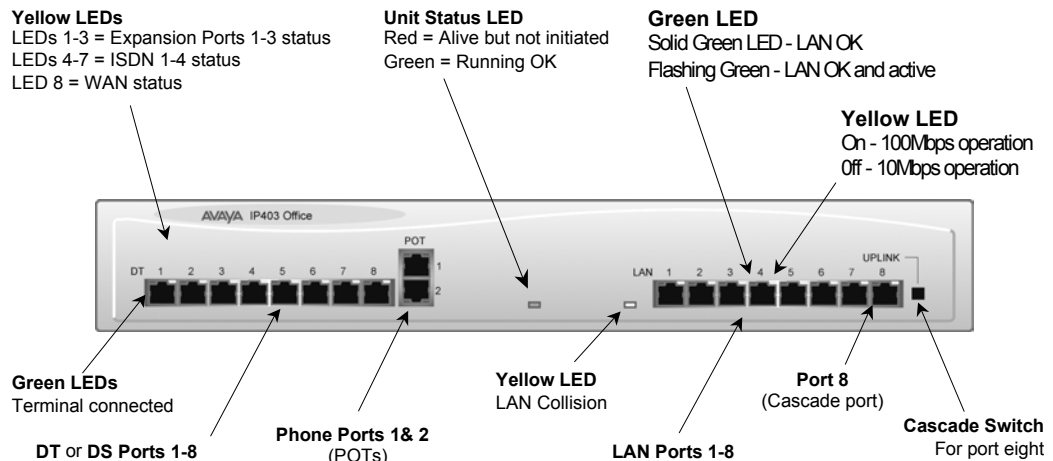 Yellow LEDs
LEDs 1-3 = Expansion Ports 1-3 status
LEDs 4-7 = ISDN 1-4 status
LED 8 = WAN status
Unit Status LED
Red = Alive but not initiated
Green = Running OK
Green LED
Solid Green LED - LAN OK
Flashing Green - LAN OK and active
Yellow LED
On - 100Mbps operation
0ff - 10Mbps operation
AVAYA IP403 Office
POT
1
2
DT 1 2 3 4 5 6 7 8
LAN 1 2 3 4 5 6 7 8
UPLINK
Green LEDs
Terminal connected
DT or DS Ports 1-8
Phone Ports 1& 2
(POTs)
Yellow LED
LAN Collision
LAN Ports 1-8
Port 8
(Cascade port)
Cascade Switch
For port eight